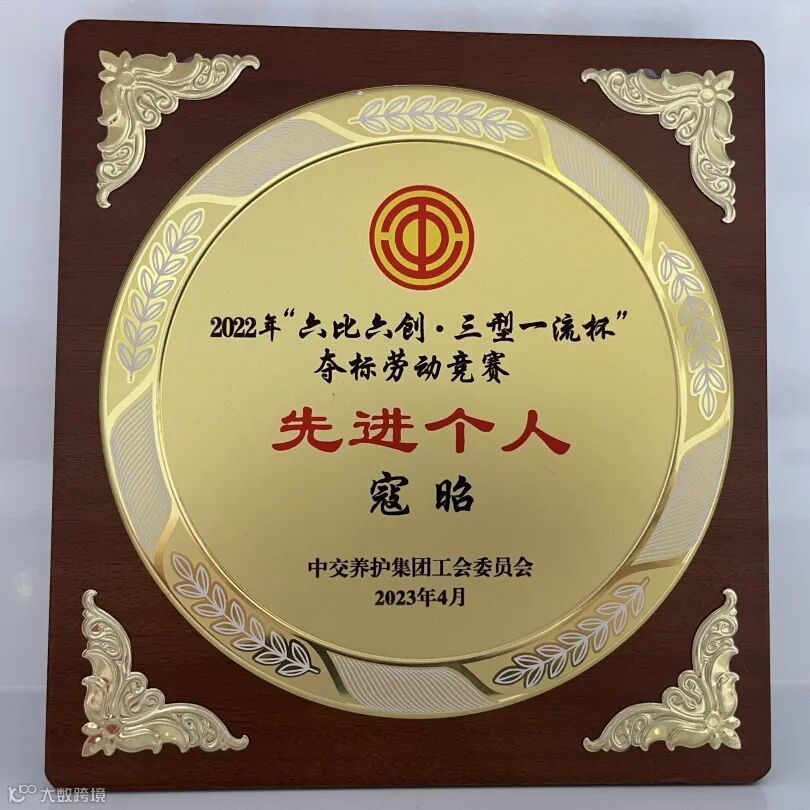 2022年“六比六创·三型一流杯”
夺标劳动竞赛
先进个人
寇昭
中交养护集团工会委员会
2023年4月
大数跨境